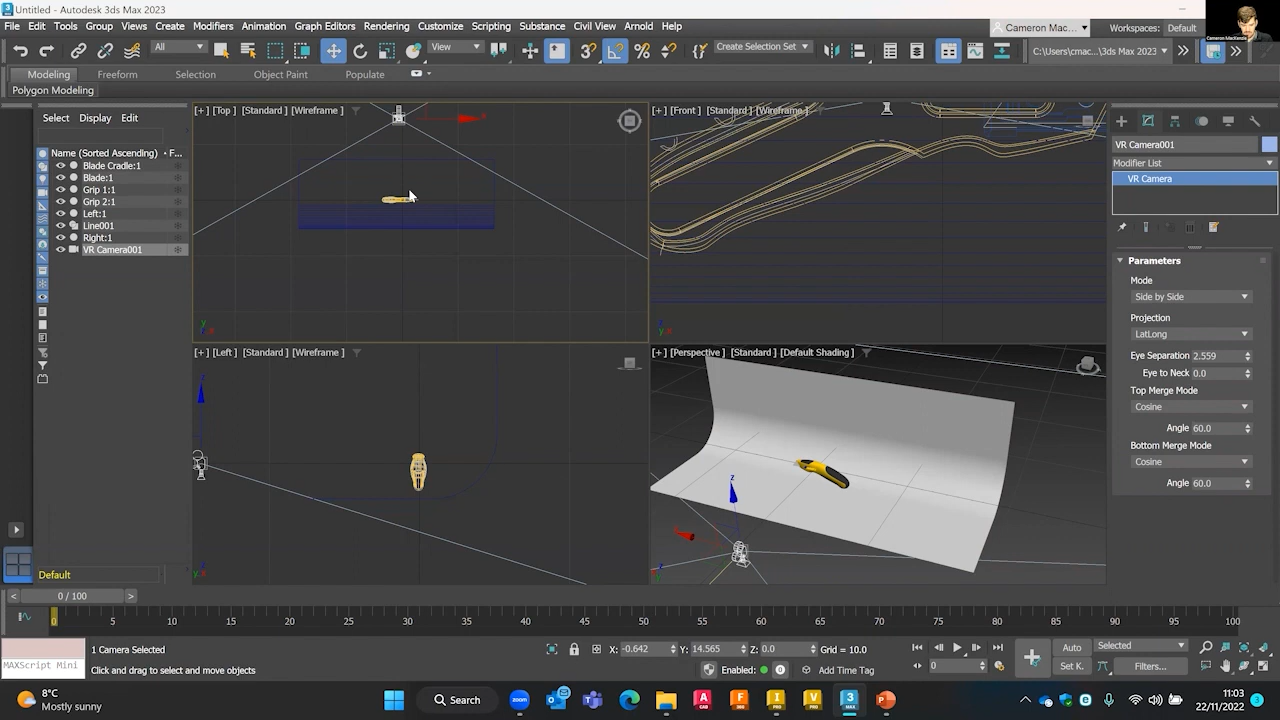 Untitled - Autodesk 3ds Max 2023
File Edit Tools Group Views Create Modifiers Animation Graph Editors Rendering Customize Scripting Substance Civil View Arnold Help
Cameron Mac... Workspaces: Default
Cameron MacKenzie
All View Create Selection Set C:\Users\cmac...\3ds Max 2023
Modeling Freeform Selection Object Paint Populate
Polygon Modeling
Select Display Edit
Name (Sorted Ascending) F...
Blade Cradle:1
Blade:1
Grip 1:1
Grip 2:1
Left:1
Line001
Right:1
VR Camera001
Default
[+] [Top] [Standard] [Wireframe]
[+] [Front] [Standard] [Wireframe]
[+] [Left] [Standard] [Wireframe]
[+] [Perspective] [Standard] [Default Shading]
VR Camera001
Modifier List
VR Camera
Parameters
Mode
Side by Side
Projection
LatLong
Eye Separation 2.559
Eye to Neck 0.0
Top Merge Mode
Cosine
Angle 60.0
Bottom Merge Mode
Cosine
Angle 60.0
< 0 / 100 >
0 5 10 15 20 25 30 35 40 45 50 55 60 65 70 75 80 85 90 95 100
1 Camera Selected
MAXScript Mini
Click and drag to select and move objects
X: -0.642 Y: 14.565 Z: 0.0 Grid = 10.0
Enabled: 0 Add Time Tag
Auto Selected
Set K. Filters...
0
8°C
Mostly sunny
Search
11:03
22/11/2022
3